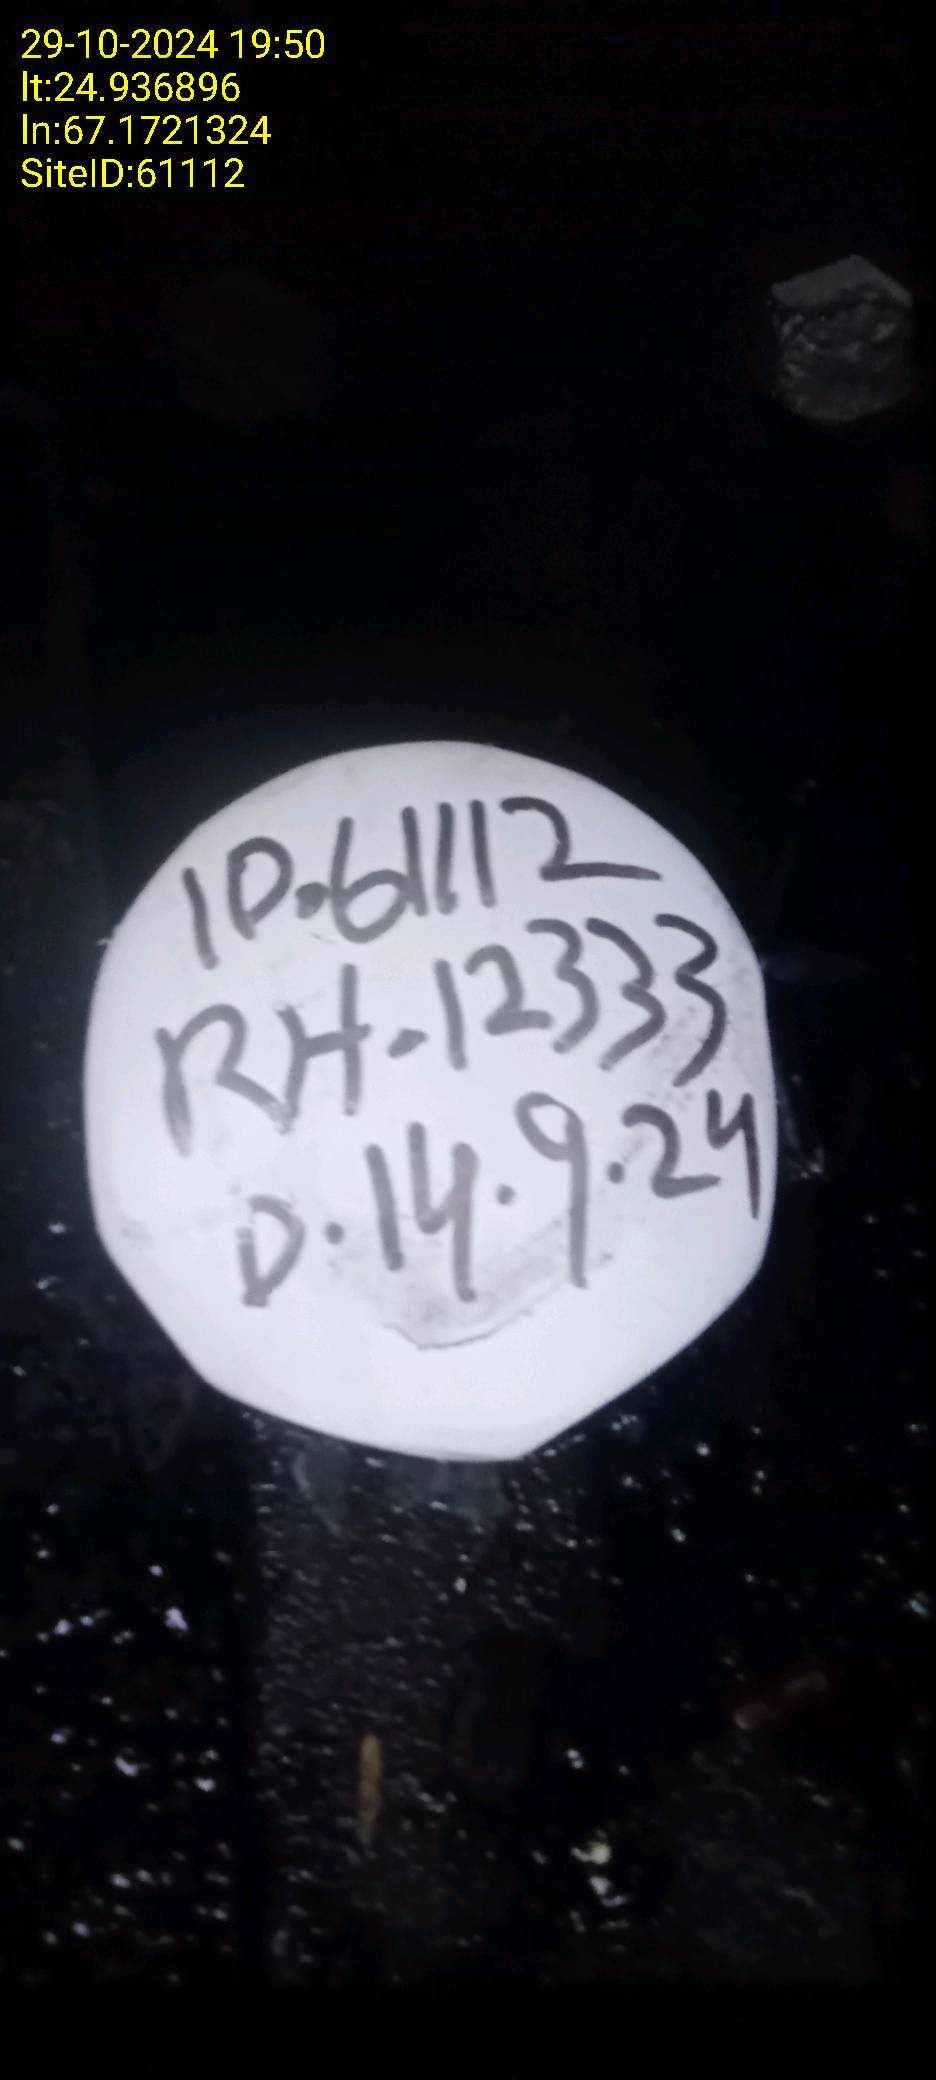 29-10-2024 19:50
lt:24.936896
ln:67.1721324
SiteID:61112
ID.61112
RH.12333
D.14.9.24